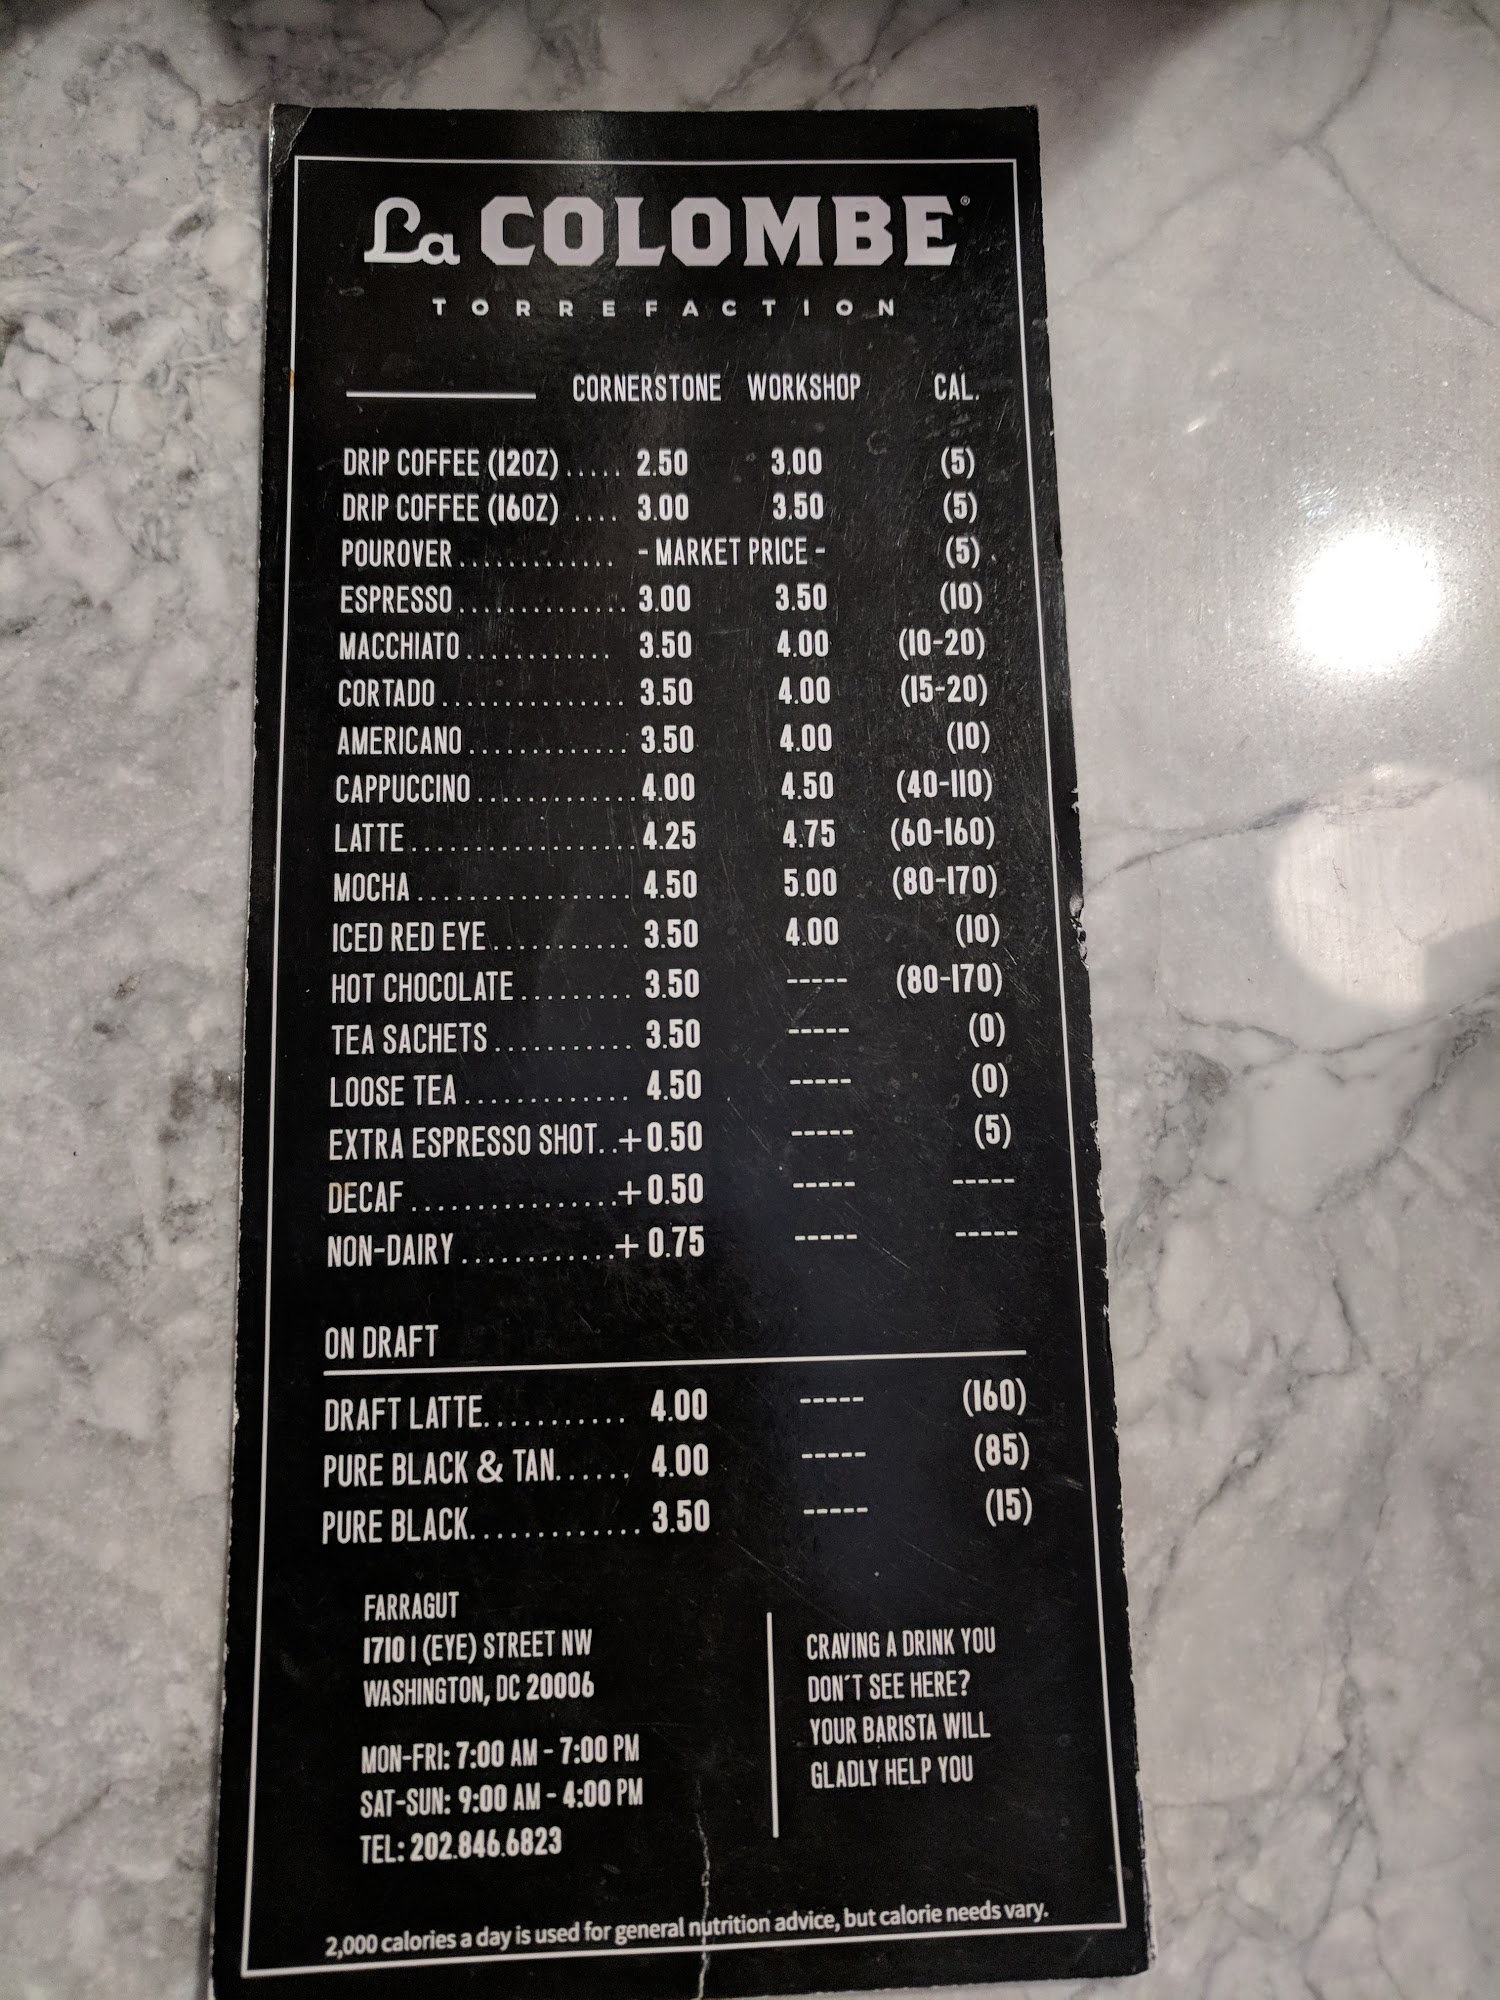 La COLOMBE®
TORREFACTION
CORNERSTONE WORKSHOP CAL.
DRIP COFFEE (12OZ) ..... 2.50 3.00 (5)
DRIP COFFEE (16OZ) .... 3.00 3.50 (5)
POUROVER ............. - MARKET PRICE - (5)
ESPRESSO .............. 3.00 3.50 (10)
MACCHIATO ............ 3.50 4.00 (10-20)
CORTADO ............... 3.50 4.00 (15-20)
AMERICANO ............. 3.50 4.00 (10)
CAPPUCCINO ............. 4.00 4.50 (40-110)
LATTE .................. 4.25 4.75 (60-160)
MOCHA ................. 4.50 5.00 (80-170)
ICED RED EYE ........... 3.50 4.00 (10)
HOT CHOCOLATE ......... 3.50 ----- (80-170)
TEA SACHETS ........... 3.50 ----- (0)
LOOSE TEA ............. 4.50 ----- (0)
EXTRA ESPRESSO SHOT. .+0.50 ----- (5)
DECAF ................+0.50 ----- -----
NON-DAIRY ............+ 0.75 ----- -----
ON DRAFT
DRAFT LATTE........... 4.00 ----- (160)
PURE BLACK & TAN...... 4.00 ----- (85)
PURE BLACK............. 3.50 ----- (15)
FARRAGUT
1710 I (EYE) STREET NW
WASHINGTON, DC 20006
MON-FRI: 7:00 AM - 7:00 PM
SAT-SUN: 9:00 AM - 4:00 PM
TEL: 202.846.6823
CRAVING A DRINK YOU
DON'T SEE HERE?
YOUR BARISTA WILL
GLADLY HELP YOU
2,000 calories a day is used for general nutrition advice, but calorie needs vary.